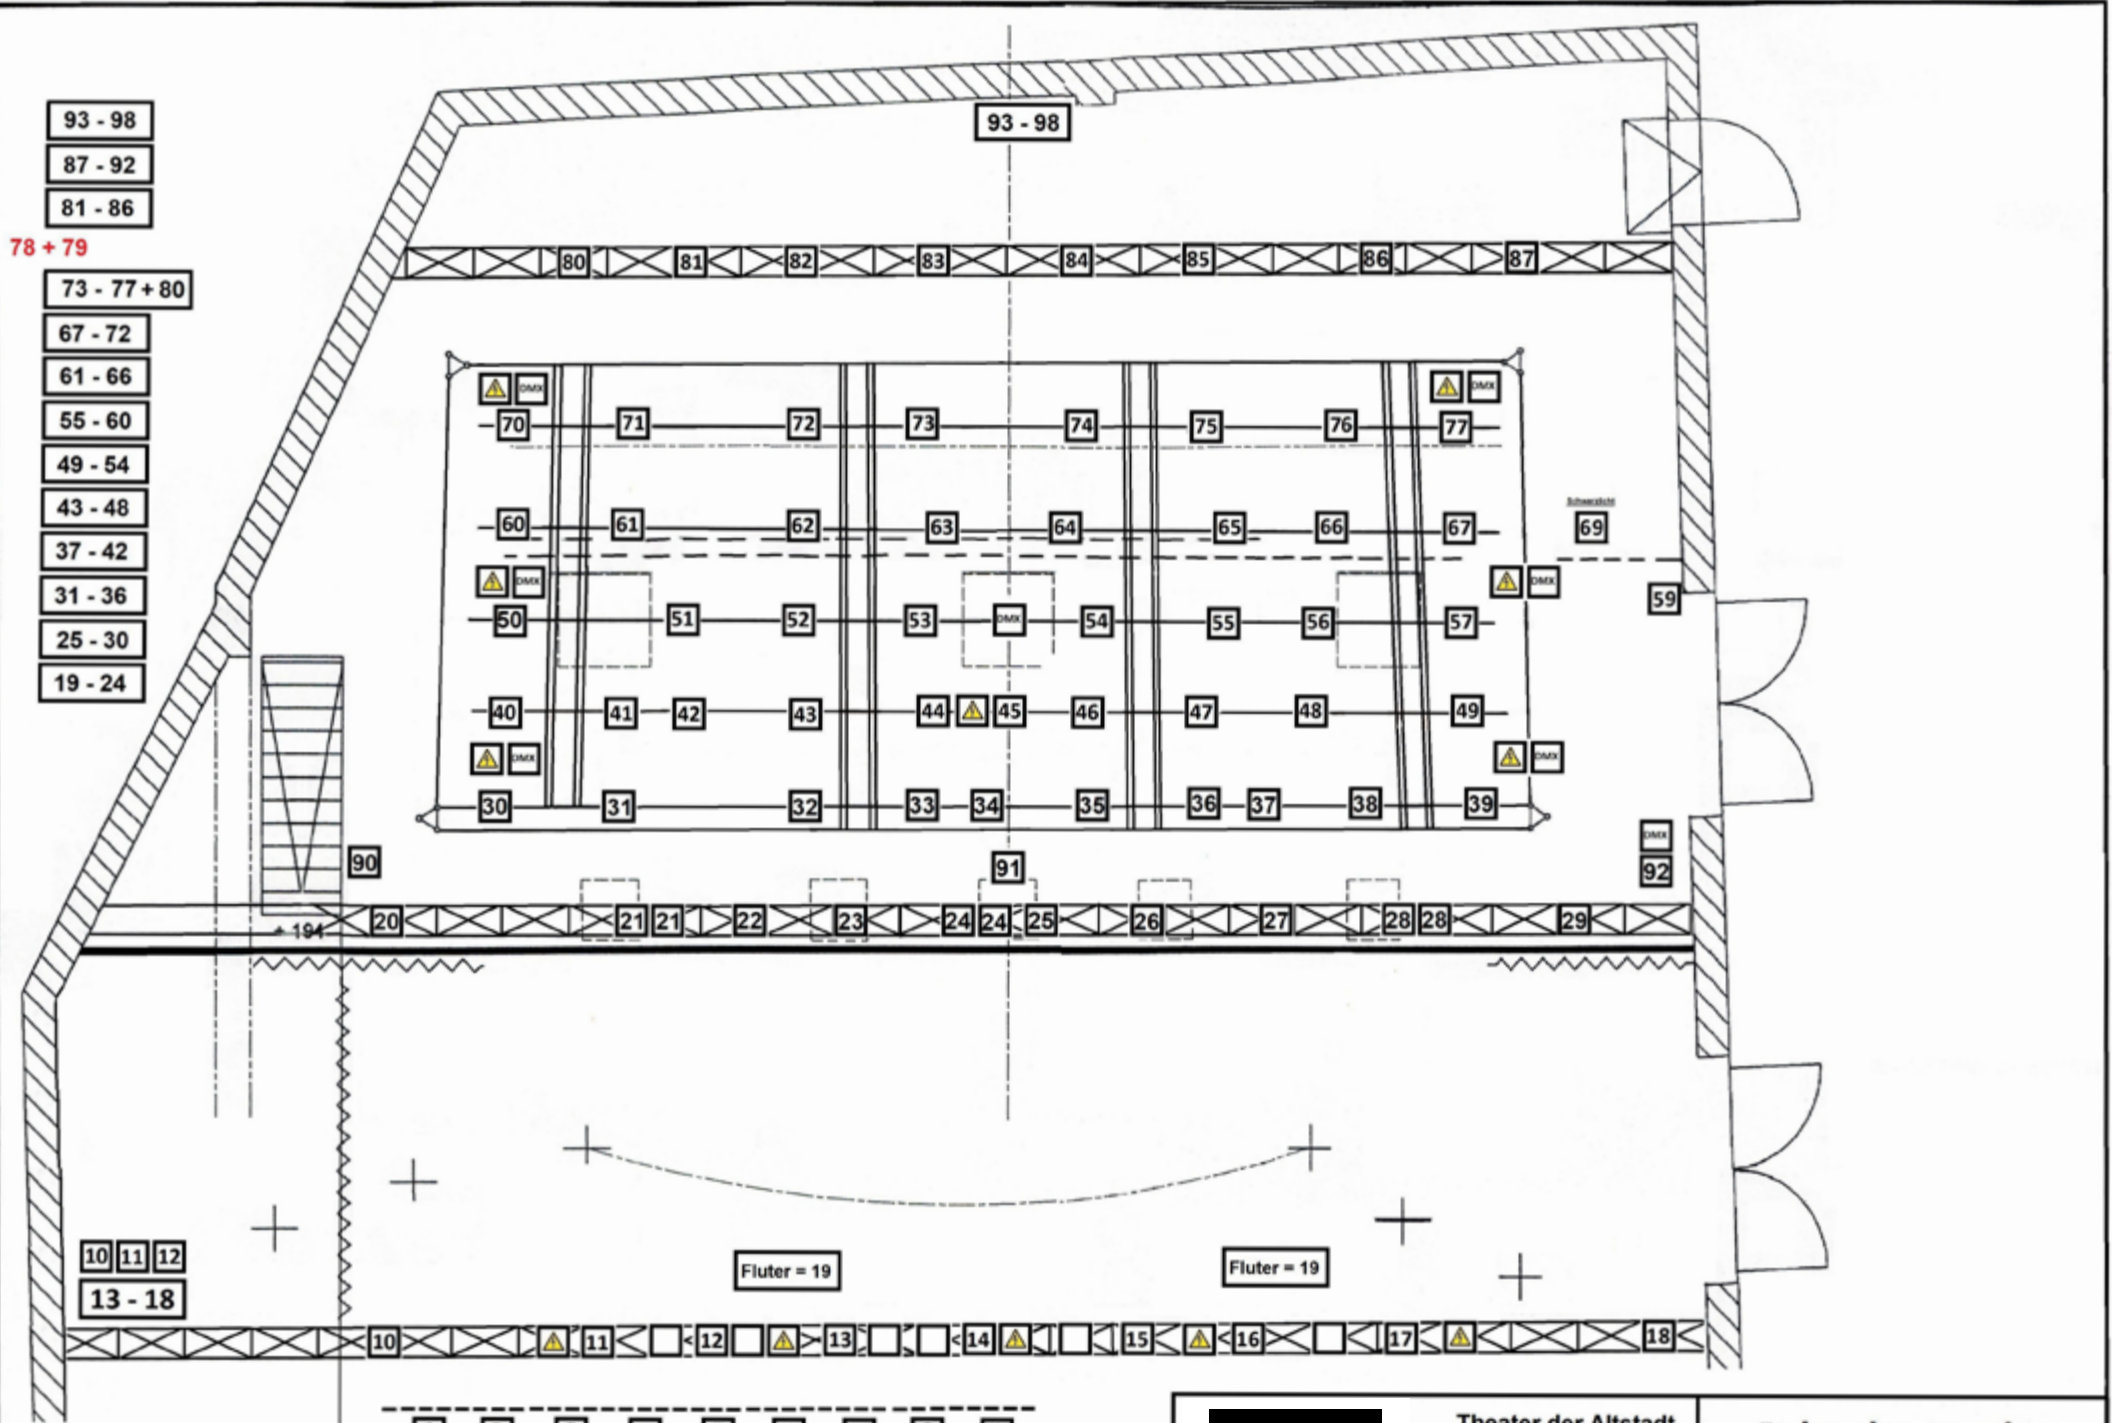 93 - 98
93 - 98
87 - 92
81 - 86
78 + 79
80 81 82 83 84 85 86 87
73 - 77 + 80
67 - 72
61 - 66
DMX DMX
55 - 60
70 71 72 73 74 75 76 77
49 - 54
43 - 48
Schwarzlicht
60 61 62 63 64 65 66 67 69
37 - 42
DMX DMX
31 - 36
59
50 51 52 53 DMX 54 55 56 57
25 - 30
19 - 24
40 41 42 43 44 45 46 47 48 49
DMX DMX
30 31 32 33 34 35 36 37 38 39
DMX
90 91 92
20 21 21 22 23 24 24 25 26 27 28 28 29
+ 194
10 11 12
Fluter = 19 Fluter = 19
13 - 18
10 11 12 13 14 15 16 17 18
Theater der Altstadt